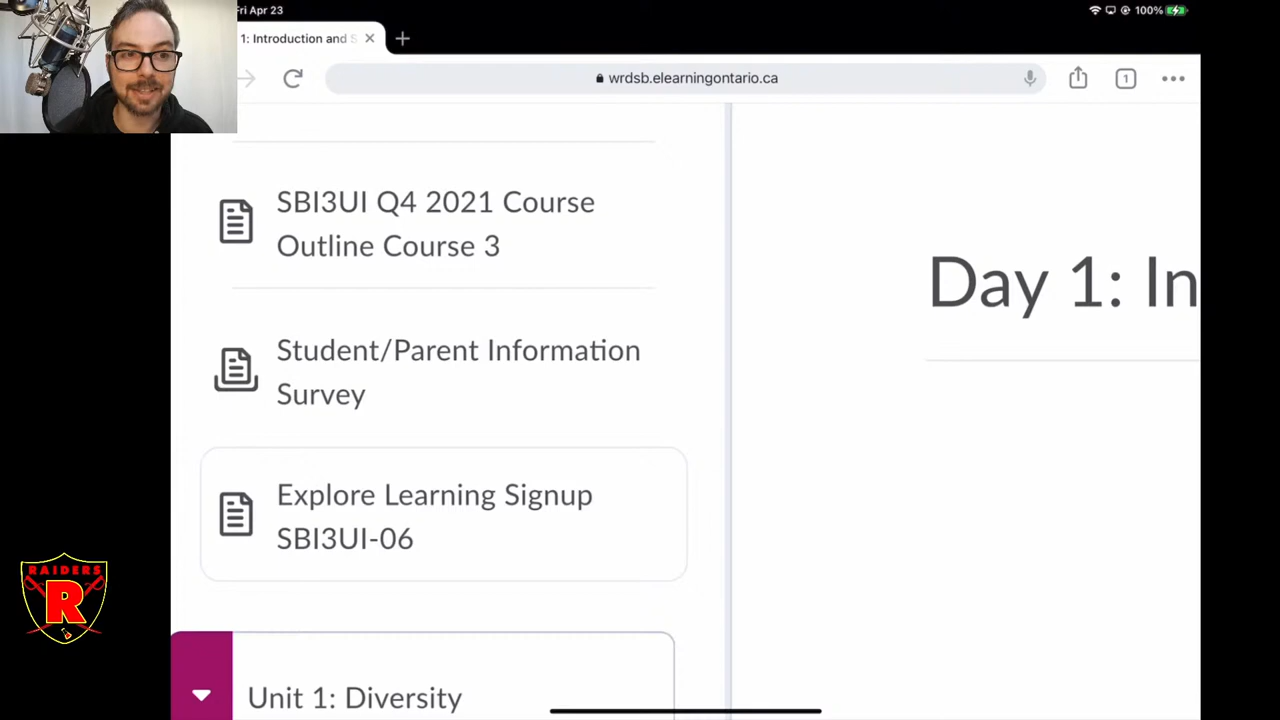 Fri Apr 23
100%
1: Introduction and S
wrdsb.elearningontario.ca
1
SBI3UI Q4 2021 Course
Outline Course 3
Student/Parent Information
Survey
Explore Learning Signup
SBI3UI-06
Unit 1: Diversity
Day 1: In
RAIDERS
R